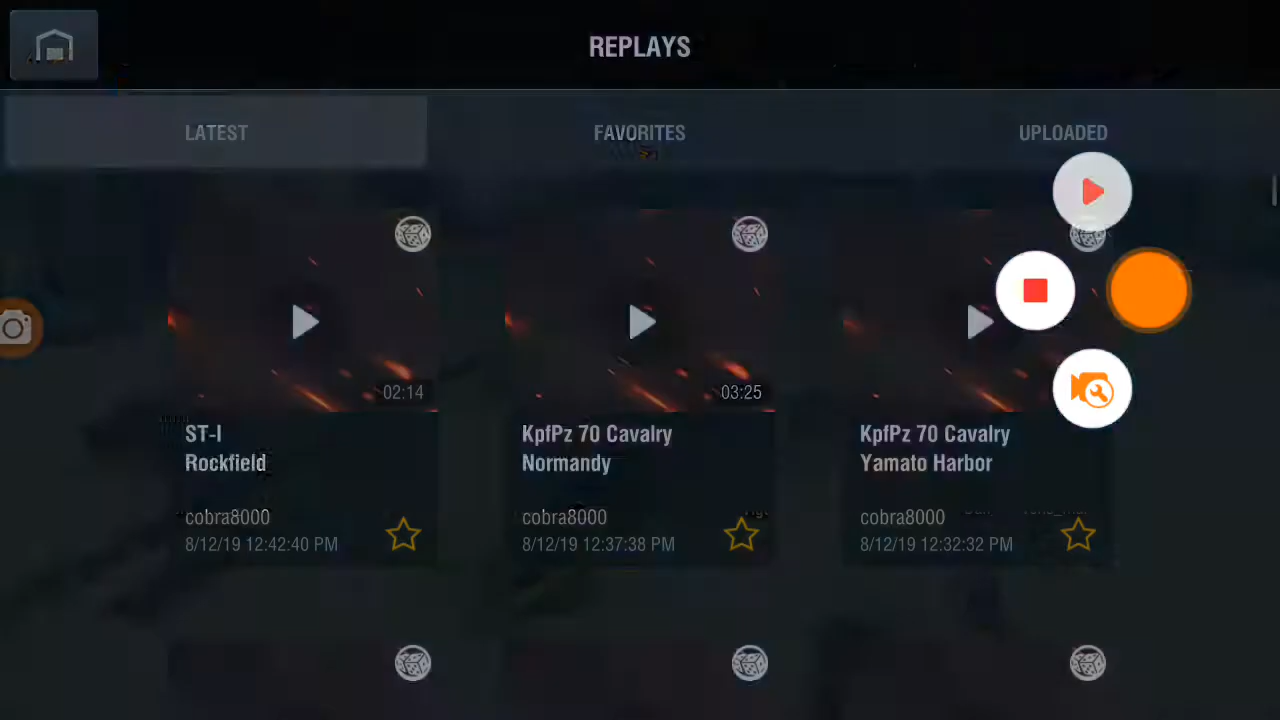 REPLAYS
LATEST
FAVORITES
UPLOADED
02:14
03:25
ST-I
Rockfield
KpfPz 70 Cavalry
Normandy
KpfPz 70 Cavalry
Yamato Harbor
cobra8000
8/12/19 12:42:40 PM
cobra8000
8/12/19 12:37:38 PM
cobra8000
8/12/19 12:32:32 PM